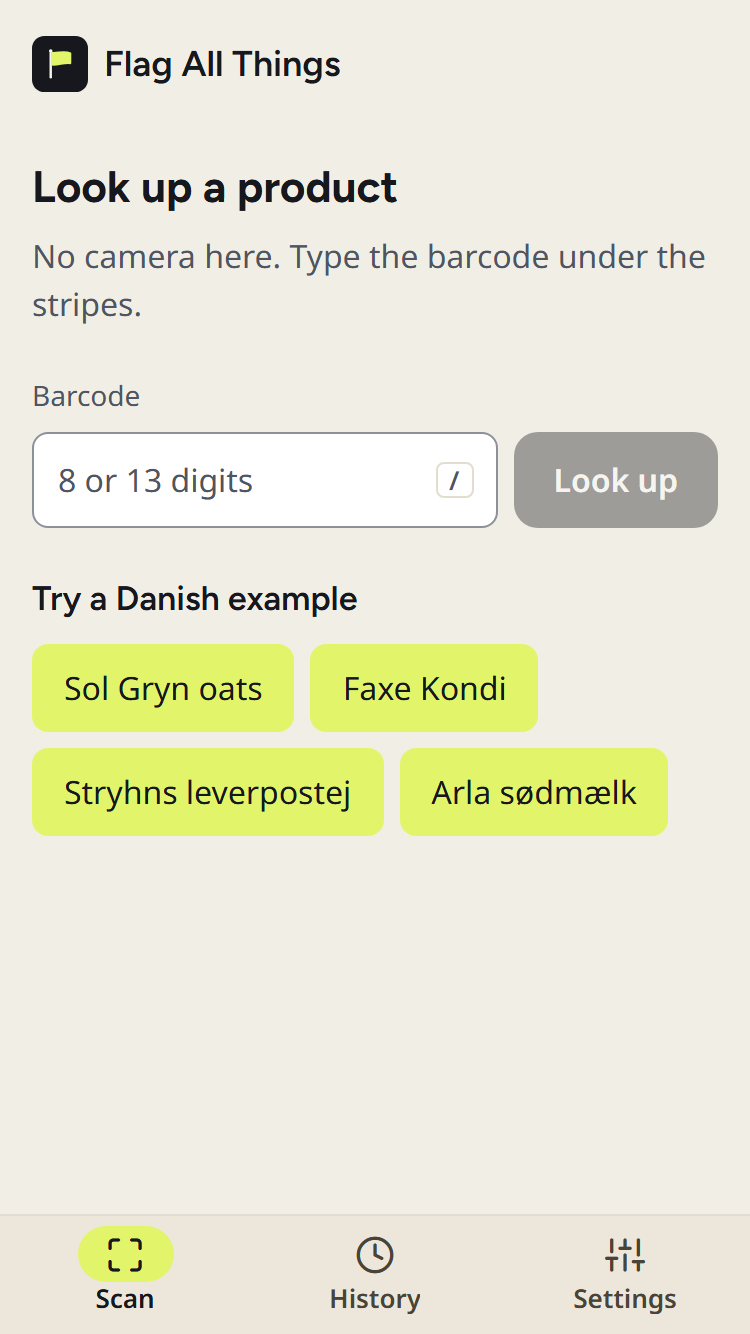 Flag All Things
Look up a product
No camera here. Type the barcode under the
stripes.
Barcode
8 or 13 digits /
Look up
Try a Danish example
Sol Gryn oats
Faxe Kondi
Stryhns leverpostej
Arla sødmælk
Scan
History
Settings